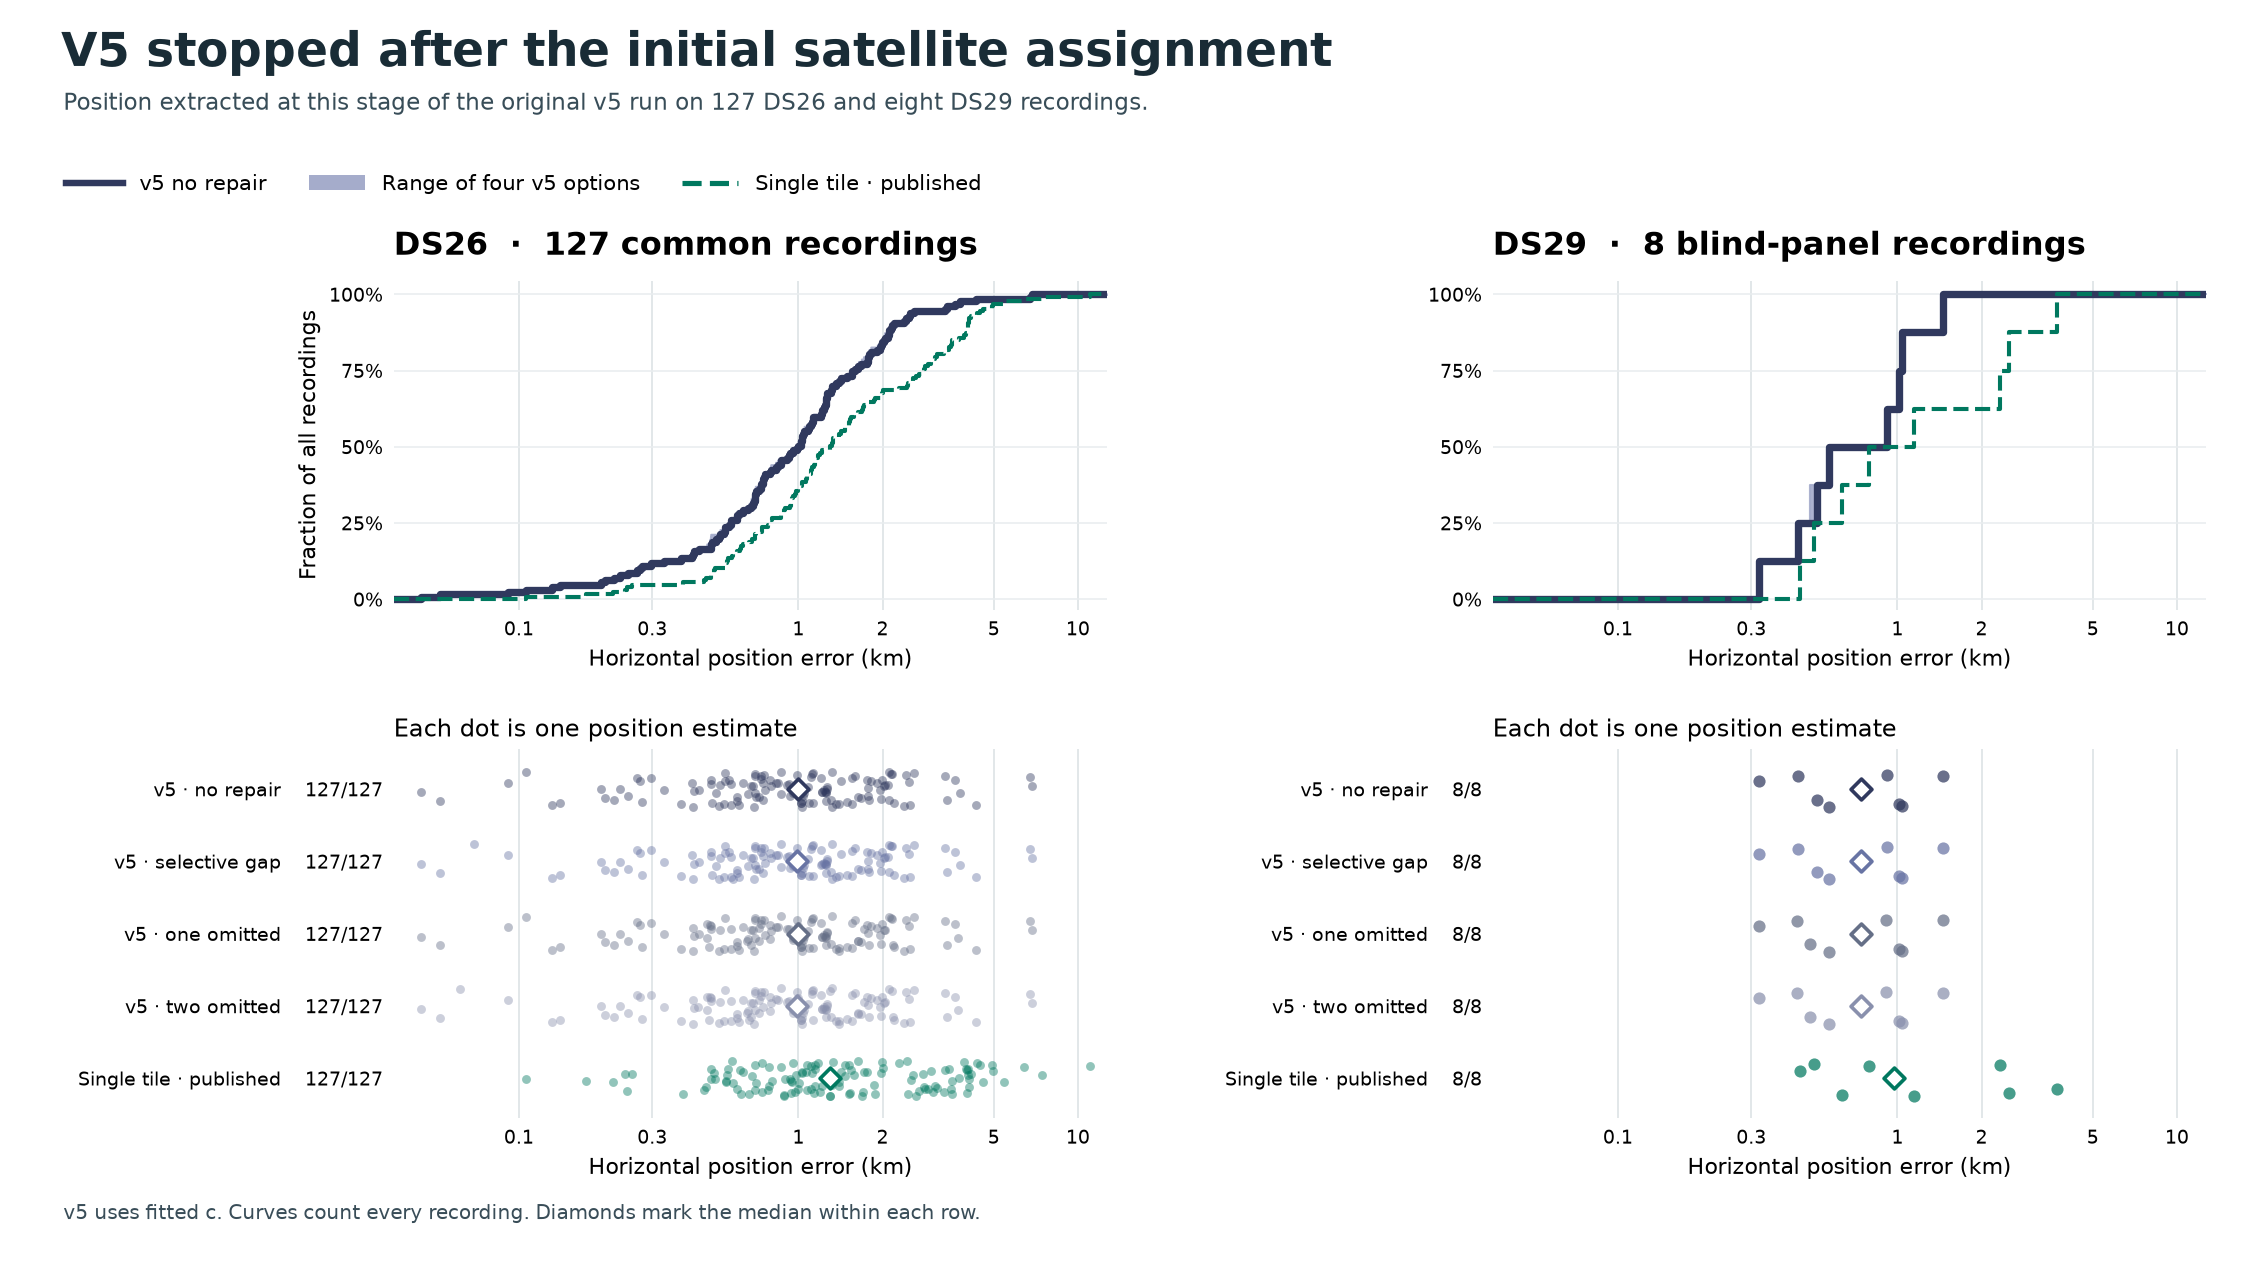 V5 stopped after the initial satellite assignment
Position extracted at this stage of the original v5 run on 127 DS26 and eight DS29 recordings.
v5 no repair
Range of four v5 options
Single tile · published
DS26 · 127 common recordings
100%
75%
50%
25%
0%
Fraction of all recordings
0.1 0.3 1 2 5 10
Horizontal position error (km)
DS29 · 8 blind-panel recordings
100%
75%
50%
25%
0%
0.1 0.3 1 2 5 10
Horizontal position error (km)
Each dot is one position estimate
v5 · no repair 127/127
v5 · selective gap 127/127
v5 · one omitted 127/127
v5 · two omitted 127/127
Single tile · published 127/127
0.1 0.3 1 2 5 10
Horizontal position error (km)
Each dot is one position estimate
v5 · no repair 8/8
v5 · selective gap 8/8
v5 · one omitted 8/8
v5 · two omitted 8/8
Single tile · published 8/8
0.1 0.3 1 2 5 10
Horizontal position error (km)
v5 uses fitted c. Curves count every recording. Diamonds mark the median within each row.